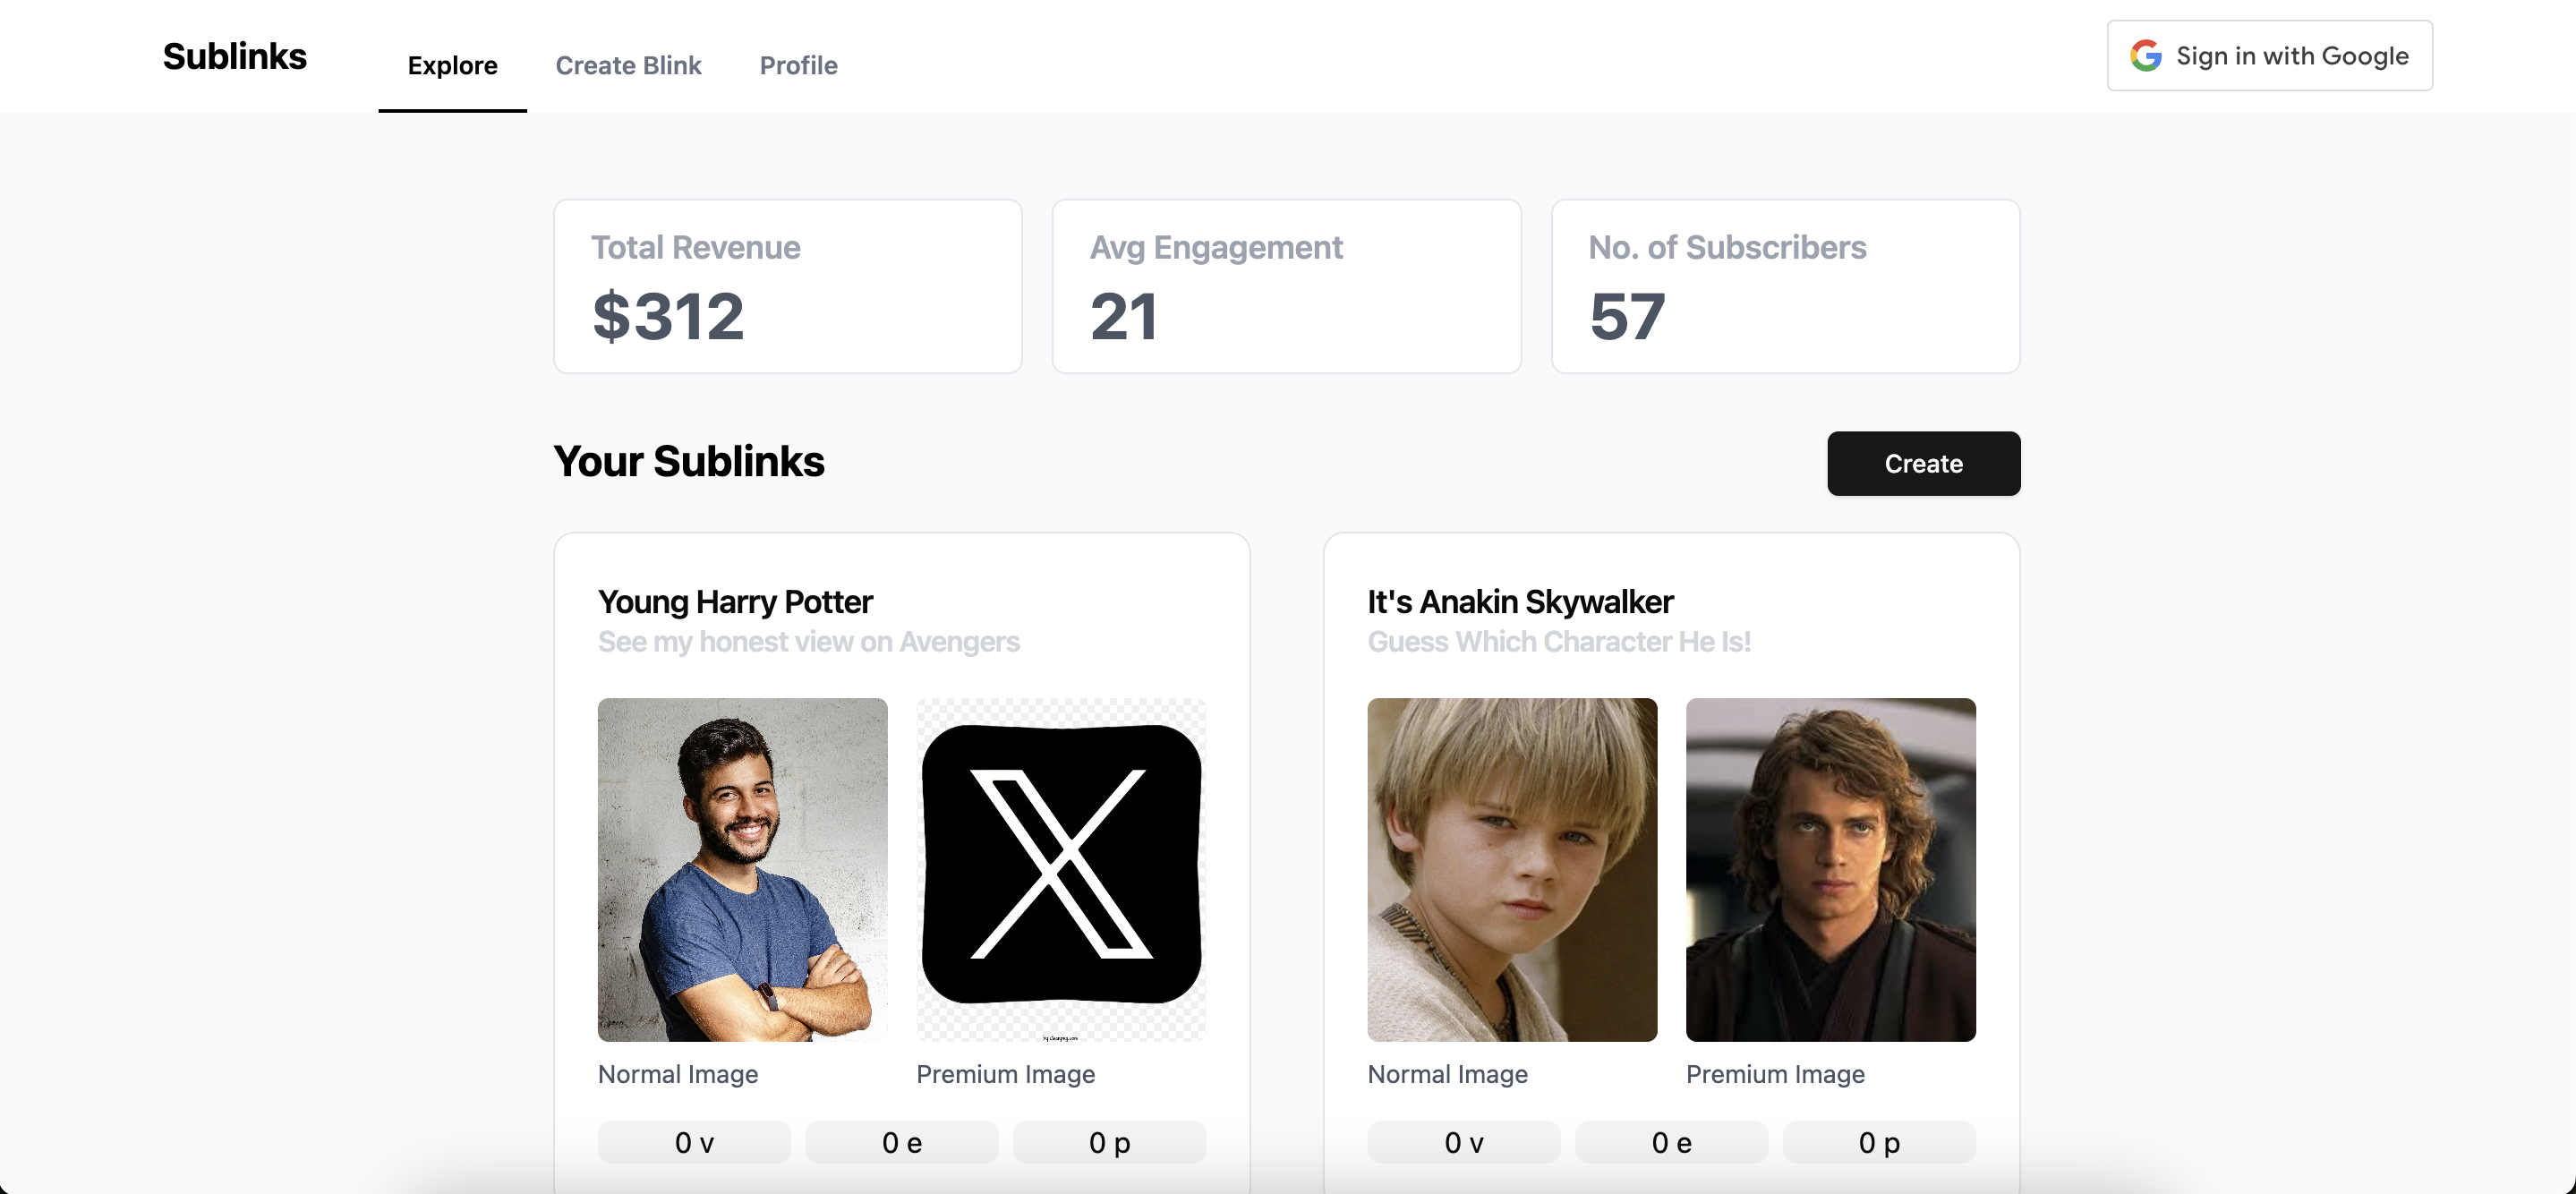 Sublinks
Explore
Create Blink
Profile
Sign in with Google
Total Revenue
$312
Avg Engagement
21
No. of Subscribers
57
Your Sublinks
Create
Young Harry Potter
See my honest view on Avengers
Normal Image
Premium Image
0 v
0 e
0 p
It's Anakin Skywalker
Guess Which Character He Is!
Normal Image
Premium Image
0 v
0 e
0 p